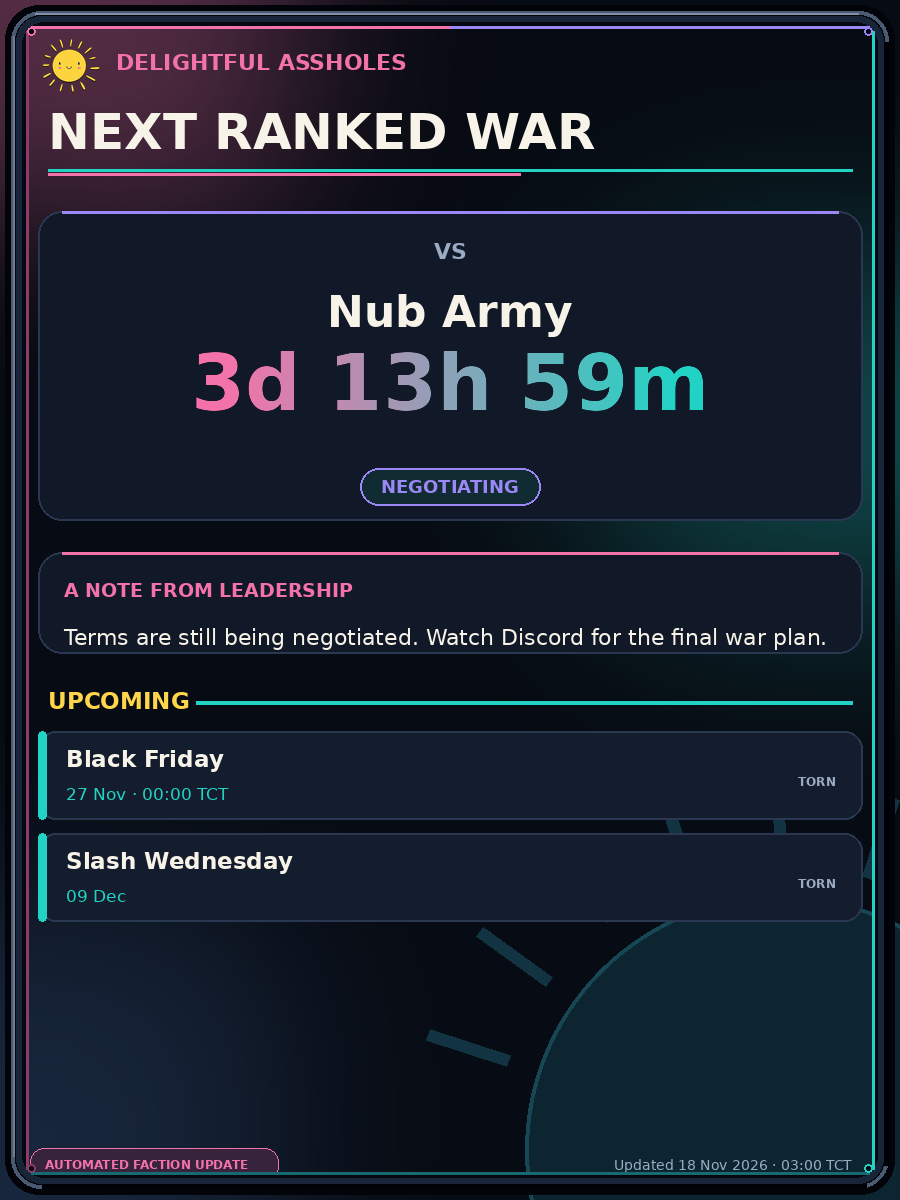 DELIGHTFUL ASSHOLES
NEXT RANKED WAR
VS
Nub Army
3d 13h 59m
NEGOTIATING
A NOTE FROM LEADERSHIP
Terms are still being negotiated. Watch Discord for the final war plan.
UPCOMING
Black Friday
27 Nov · 00:00 TCT
TORN
Slash Wednesday
09 Dec
TORN
AUTOMATED FACTION UPDATE
Updated 18 Nov 2026 · 03:00 TCT